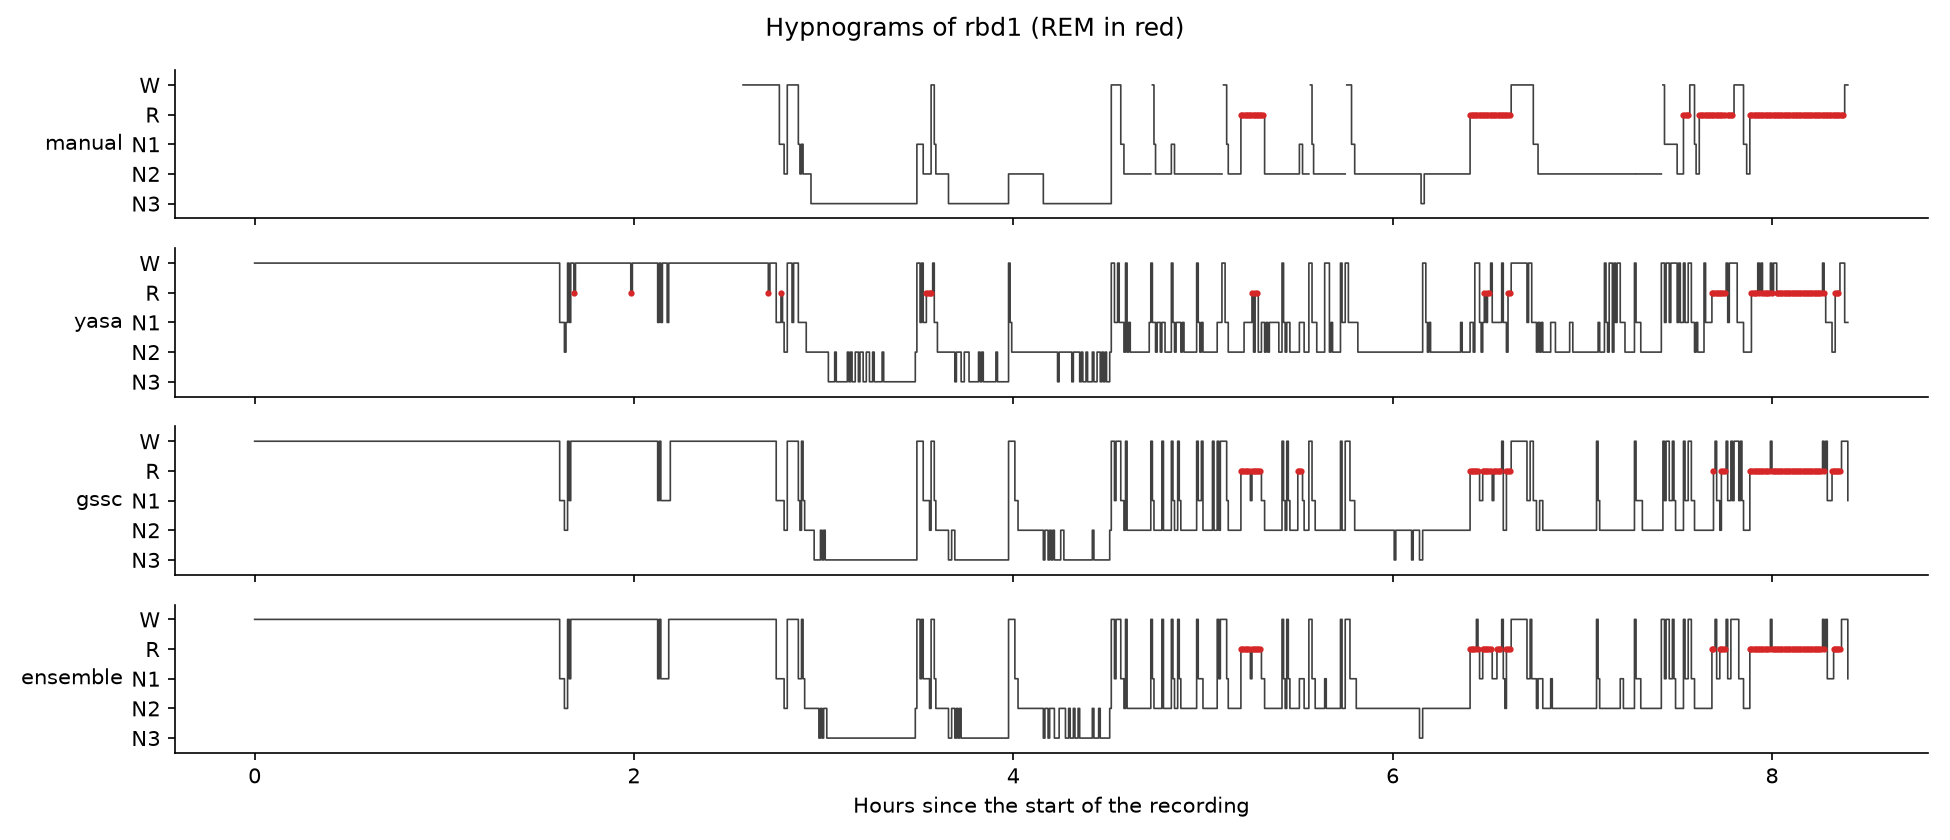 Hypnograms of rbd1 (REM in red)
manual
W
R
N1
N2
N3
yasa
W
R
N1
N2
N3
gssc
W
R
N1
N2
N3
ensemble
W
R
N1
N2
N3
0 2 4 6 8
Hours since the start of the recording